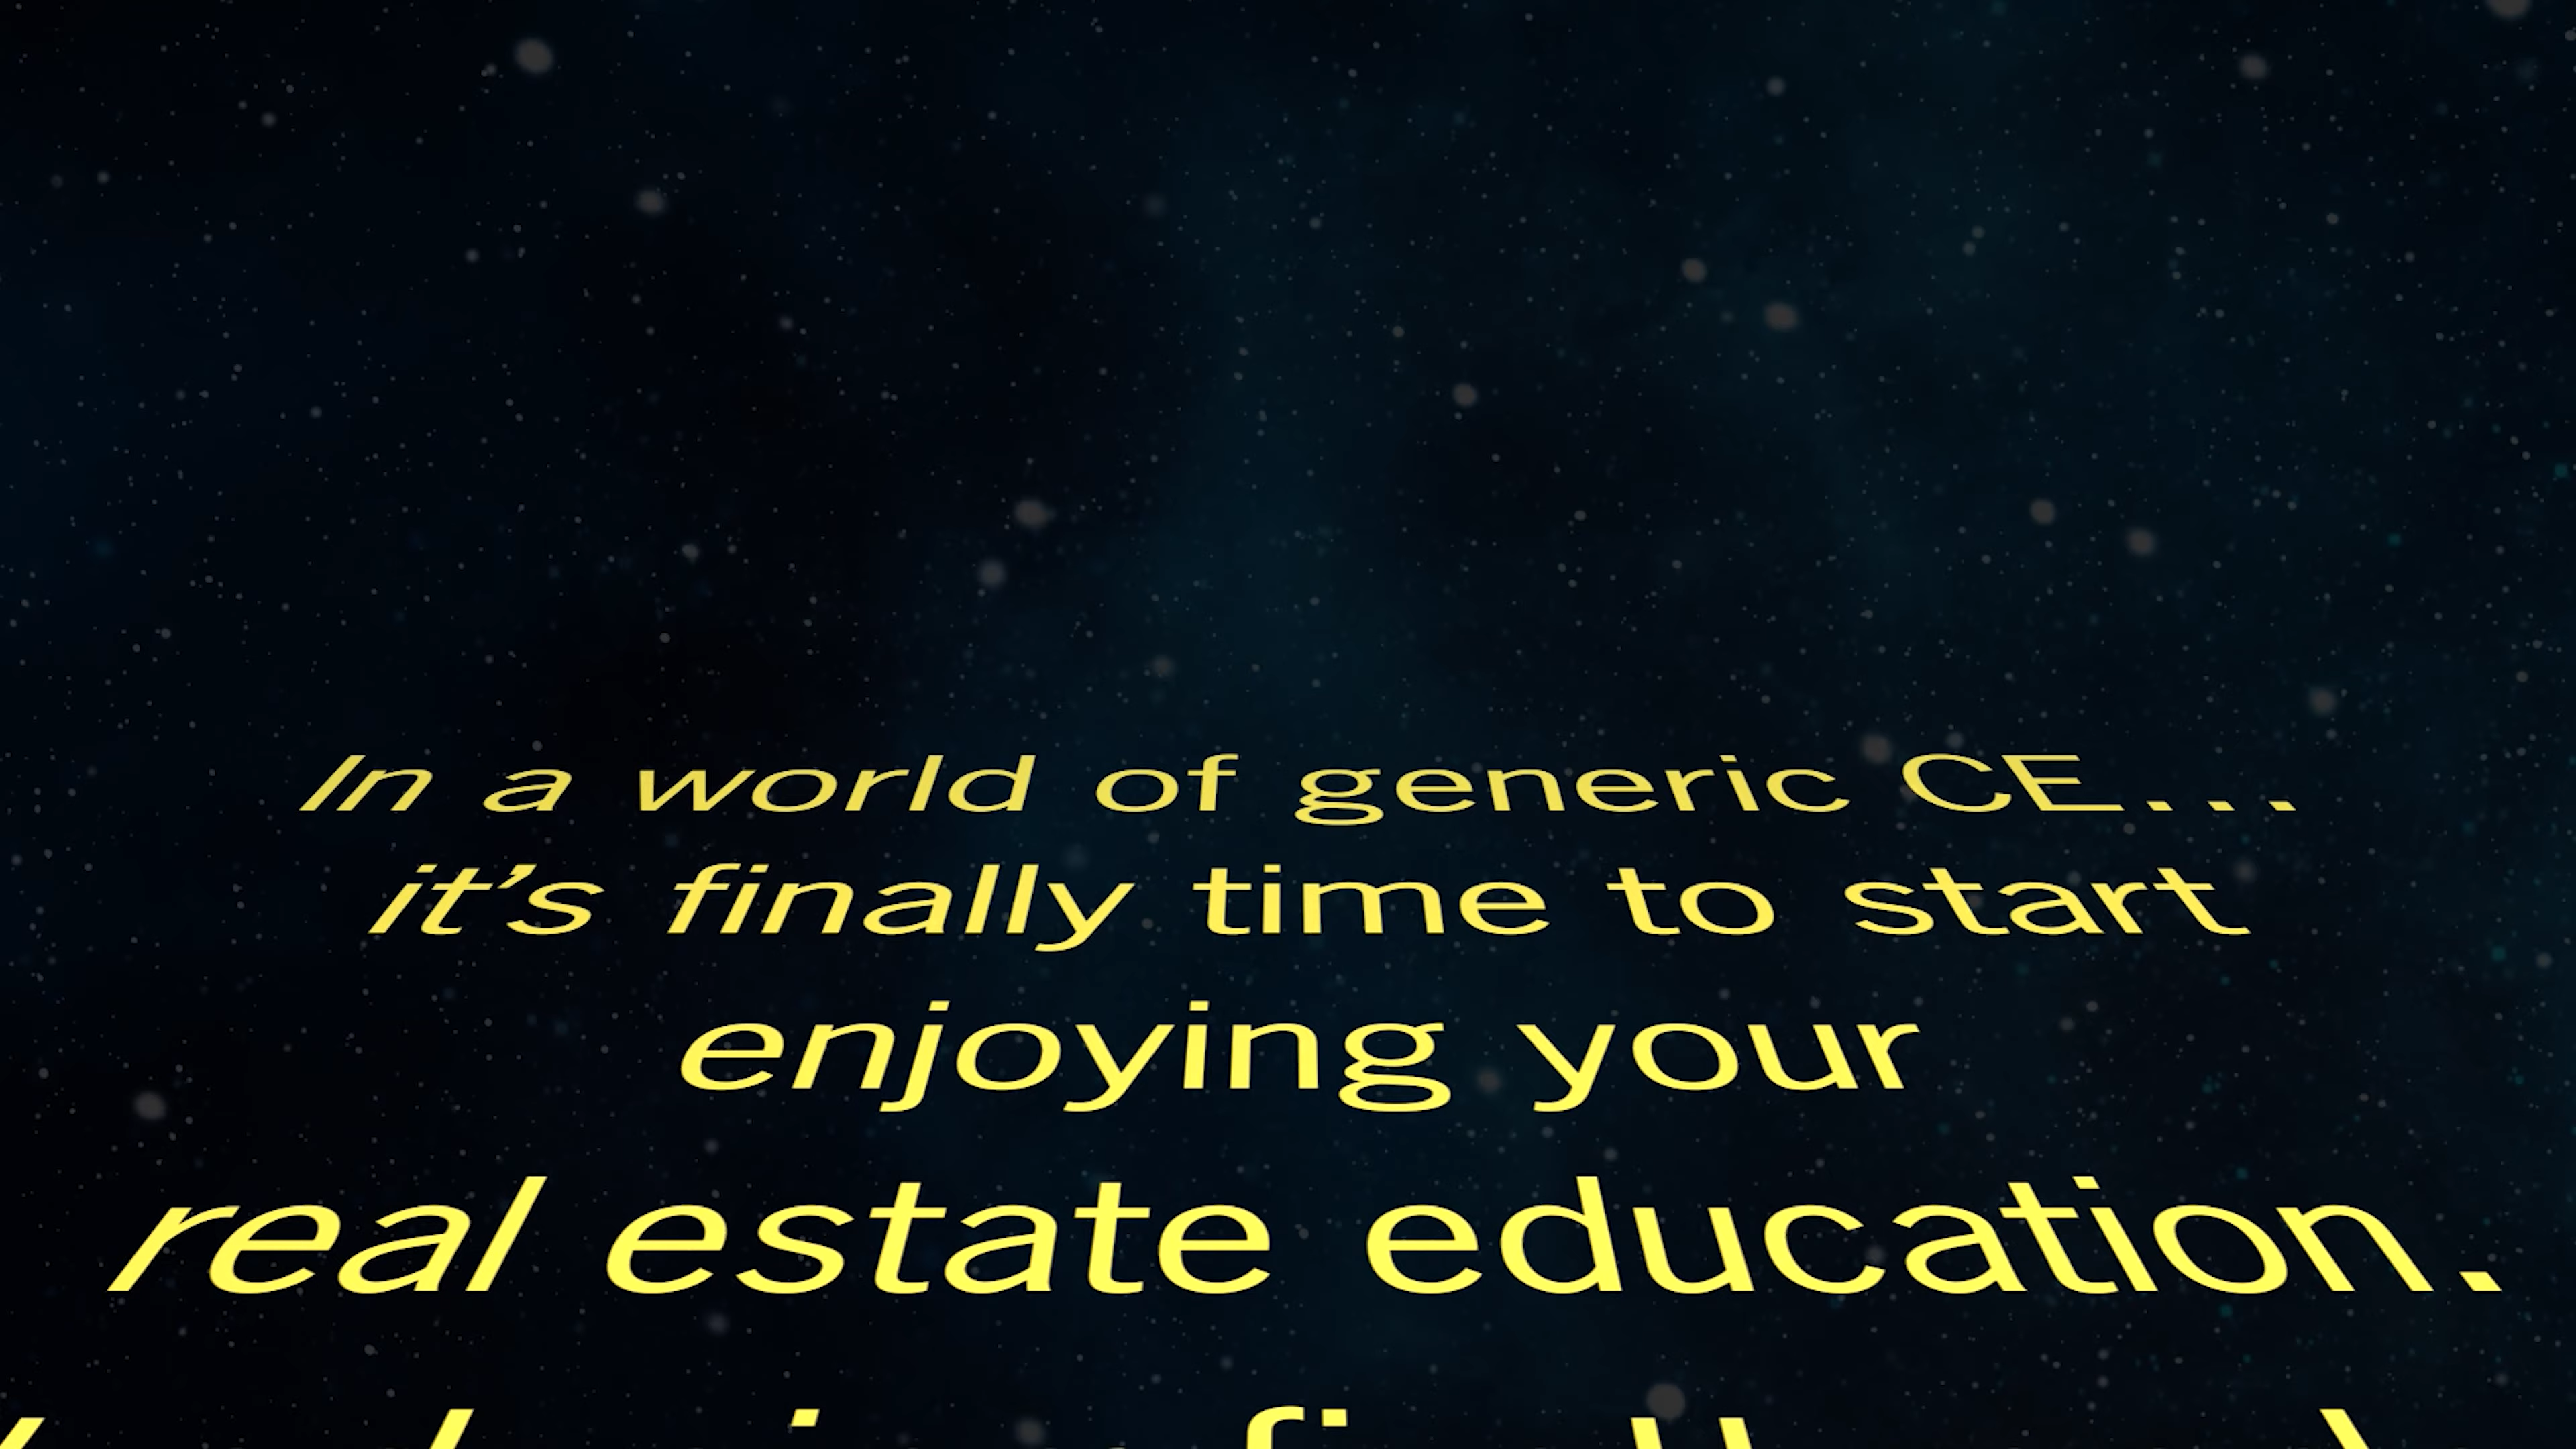 In a world of generic CE...
it’s finally time to start
enjoying your
real estate education.